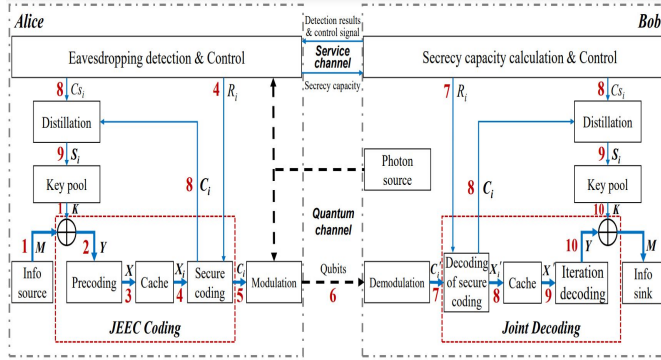 Alice
Detection results
& control signal
Bob
Eavesdropping detection & Control
Service
channel
Secrecy capacity calculation & Control
Secrecy capacity
8 Csi
4 Ri
7 Ri
8 Csi
Distillation
Distillation
9 Si
Photon
source
9 Si
Key pool
8 Ci
8 Ci
Key pool
1 K
10 K
1 M
2 Y
Quantum
channel
10 Y
M
Info
source
Precoding
X
3
Cache
Xi
4
Secure
coding
Ci
5
Modulation
Qubits
6
Demodulation
Ci'
7
Decoding
of secure
coding
Xi'
8
Cache
X'
9
Iteration
decoding
Info
sink
JEEC Coding
Joint Decoding